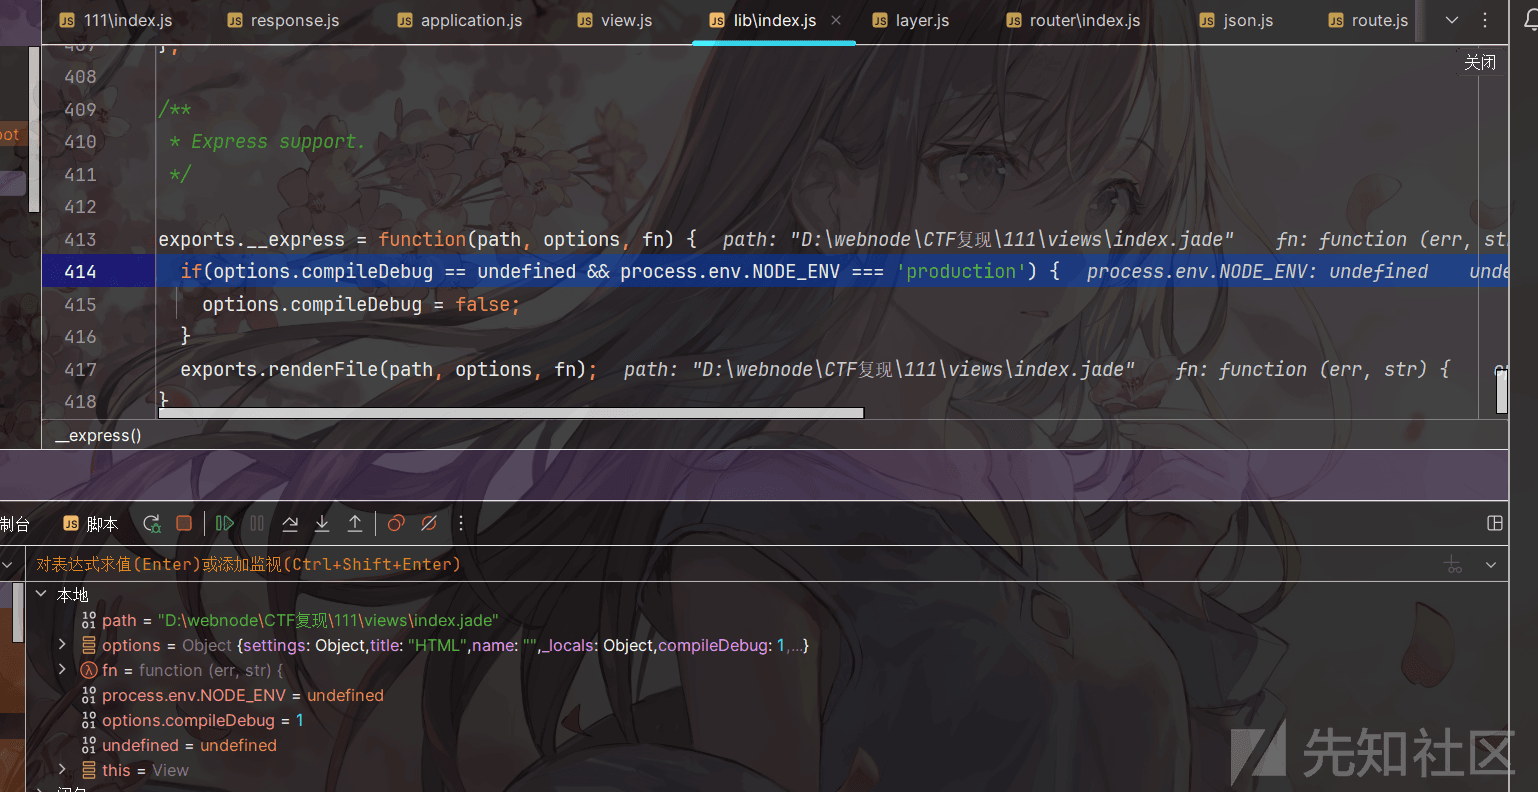 111\index.js response.js application.js view.js lib\index.js layer.js router\index.js json.js route.js
407 };
408 关闭
409 /**
410 * Express support.
411 */
412
413 exports.__express = function(path, options, fn) { path: "D:\webnode\CTF复现\111\views\index.jade" fn: function (err, st
414 if(options.compileDebug == undefined && process.env.NODE_ENV === 'production') { process.env.NODE_ENV: undefined unde
415 options.compileDebug = false;
416 }
417 exports.renderFile(path, options, fn); path: "D:\webnode\CTF复现\111\views\index.jade" fn: function (err, str) {
418 }
__express()
制台 脚本
对表达式求值(Enter)或添加监视(Ctrl+Shift+Enter)
本地
path = "D:\webnode\CTF复现\111\views\index.jade"
options = Object {settings: Object,title: "HTML",name: "",_locals: Object,compileDebug: 1,...}
fn = function (err, str) {
process.env.NODE_ENV = undefined
options.compileDebug = 1
undefined = undefined
this = View
先知社区